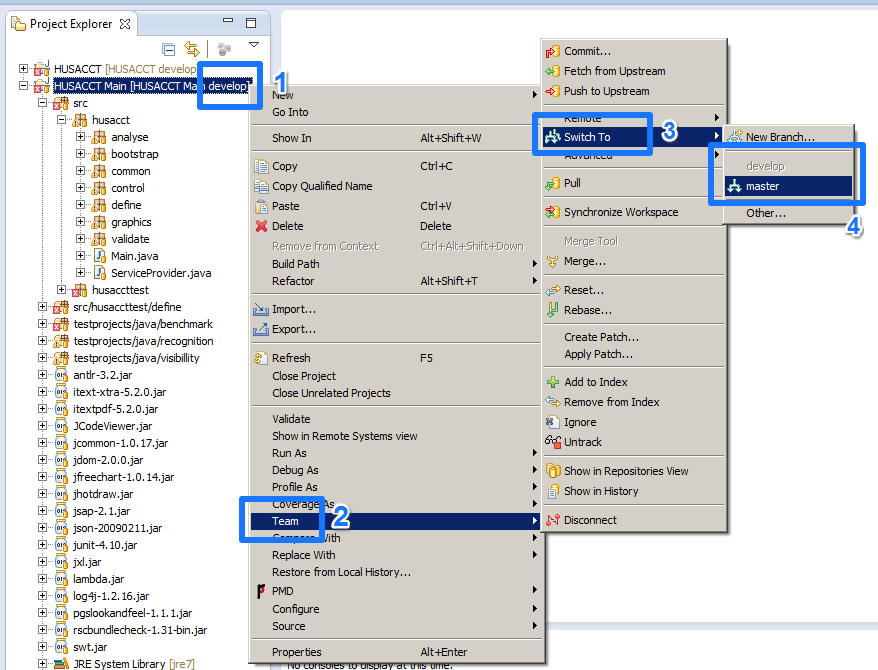 Project Explorer
HUSACCT [HUSACCT develop
HUSACCT Main [HUSACCT Main develop]
src
husacct
analyse
bootstrap
common
control
define
graphics
validate
Main.java
ServiceProvider.java
husaccttest
src/husaccttest/define
testprojects/java/benchmark
testprojects/java/recognition
testprojects/java/visibillity
antlr-3.2.jar
itext-xtra-5.2.0.jar
itextpdf-5.2.0.jar
JCodeViewer.jar
jcommon-1.0.17.jar
jdom-2.0.0.jar
jfreechart-1.0.14.jar
jhotdraw.jar
jsap-2.1.jar
json-20090211.jar
junit-4.10.jar
jxl.jar
lambda.jar
log4j-1.2.16.jar
pgslookandfeel-1.1.1.jar
rscbundlecheck-1.31-bin.jar
swt.jar
JRE System Library [jre7]
1
New
Go Into
Show In Alt+Shift+W
Copy Ctrl+C
Copy Qualified Name
Paste Ctrl+V
Delete Delete
Remove from Context Ctrl+Alt+Shift+Down
Build Path
Refactor Alt+Shift+T
Import...
Export...
Refresh F5
Close Project
Close Unrelated Projects
Validate
Show in Remote Systems view
Run As
Debug As
Profile As
Coverage As
Team
2
Compare With
Replace With
Restore from Local History...
PMD
Configure
Source
Properties Alt+Enter
No consoles to display at this time.
Commit...
Fetch from Upstream
Push to Upstream
Remote
Switch To
3
Advanced
Pull
Synchronize Workspace
Merge Tool
Merge...
Reset...
Rebase...
Create Patch...
Apply Patch...
Add to Index
Remove from Index
Ignore
Untrack
Show in Repositories View
Show in History
Disconnect
New Branch...
develop
master
Other...
4